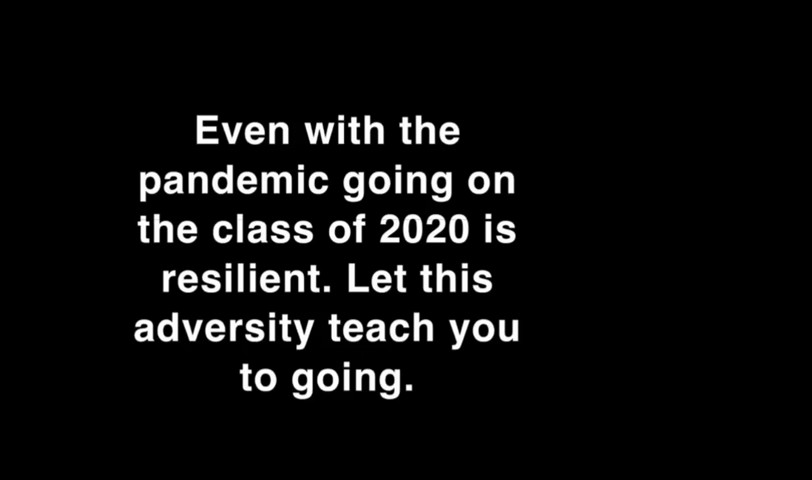 Even with the
pandemic going on
the class of 2020 is
resilient. Let this
adversity teach you
to going.